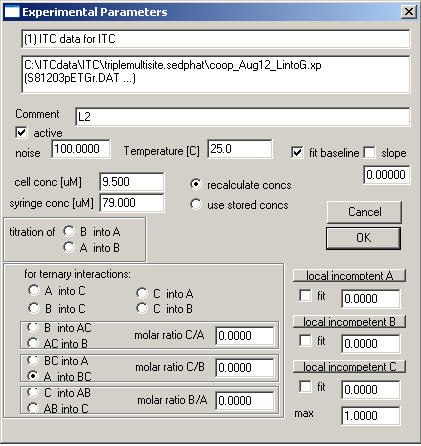 Experimental Parameters
(1) ITC data for ITC
C:\ITCdata\ITC\triplemultisite.sedphat\coop_Aug12_LintoG.xp
(S81203pETGr.DAT ...)
Comment L2
active
noise 100.0000 Temperature [C] 25.0 fit baseline slope
0.00000
cell conc [uM] 9.500 recalculate concs
syringe conc [uM] 79.000 use stored concs
Cancel
titration of B into A
A into B
OK
for ternary interactions:
A into C C into A
B into C C into B
B into AC
AC into B
molar ratio C/A 0.0000
BC into A
A into BC
molar ratio C/B 0.0000
C into AB
AB into C
molar ratio B/A 0.0000
local incomptent A
fit 0.0000
local incompetent B
fit 0.0000
local incompetent C
fit 0.0000
max 1.0000